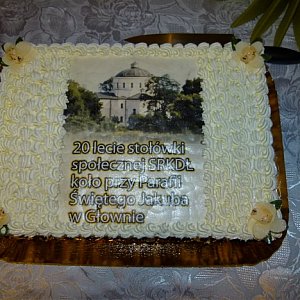 20 lecie stołówki
społecznej SRKDŁ
koło przy Parafii
Świętego Jakuba
w Głownie